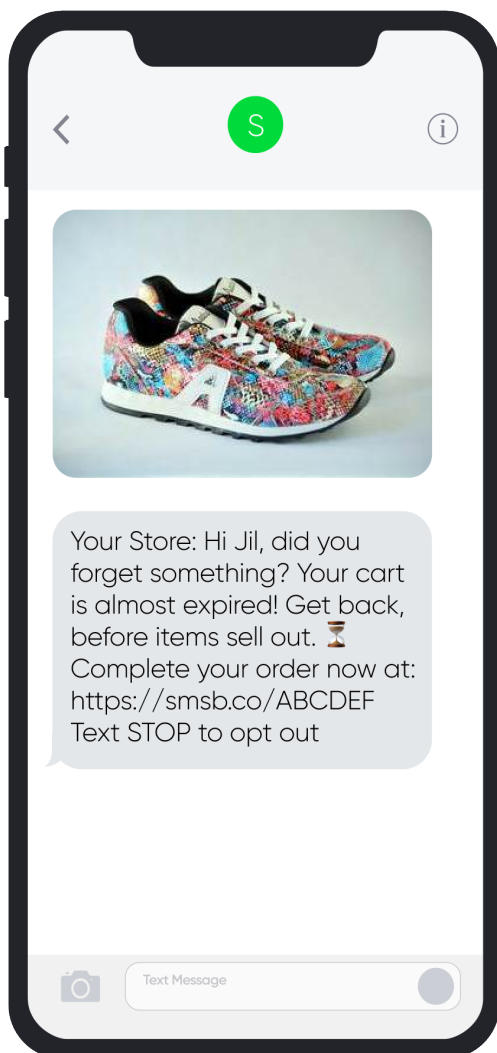 S
i
A
Your Store: Hi Jil, did you
forget something? Your cart
is almost expired! Get back,
before items sell out. ⏳
Complete your order now at:
https://smsb.co/ABCDEF
Text STOP to opt out
Text Message